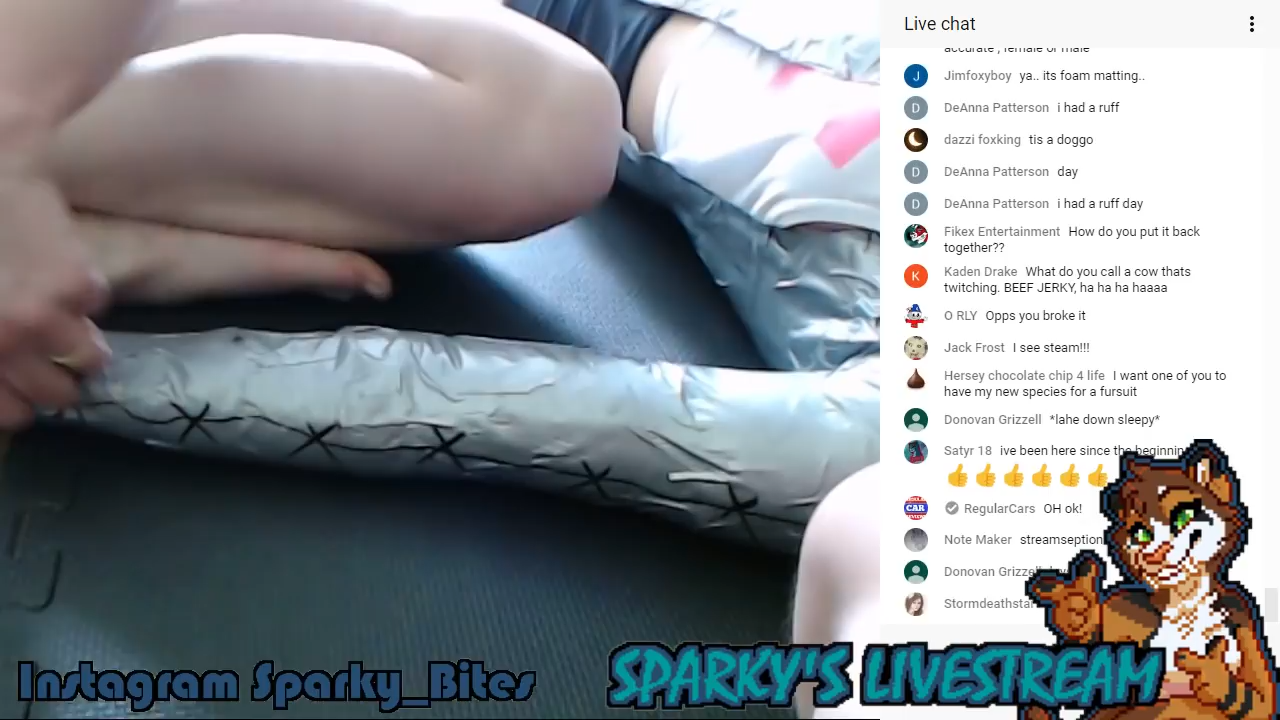 Live chat
accurate , female or male
Jimfoxyboy ya.. its foam matting..
DeAnna Patterson i had a ruff
dazzi foxking tis a doggo
DeAnna Patterson day
DeAnna Patterson i had a ruff day
Fikex Entertainment How do you put it back
together??
Kaden Drake What do you call a cow thats
twitching. BEEF JERKY, ha ha ha haaaa
O RLY Opps you broke it
Jack Frost I see steam!!!
Hersey chocolate chip 4 life I want one of you to
have my new species for a fursuit
Donovan Grizzell *lahe down sleepy*
Satyr 18 ive been here since the beginnin
RegularCars OH ok!
Note Maker streamseption
Donovan Grizze
Stormdeathstar
Instagram Sparky_Bites
SPARKY'S LIVESTREAM